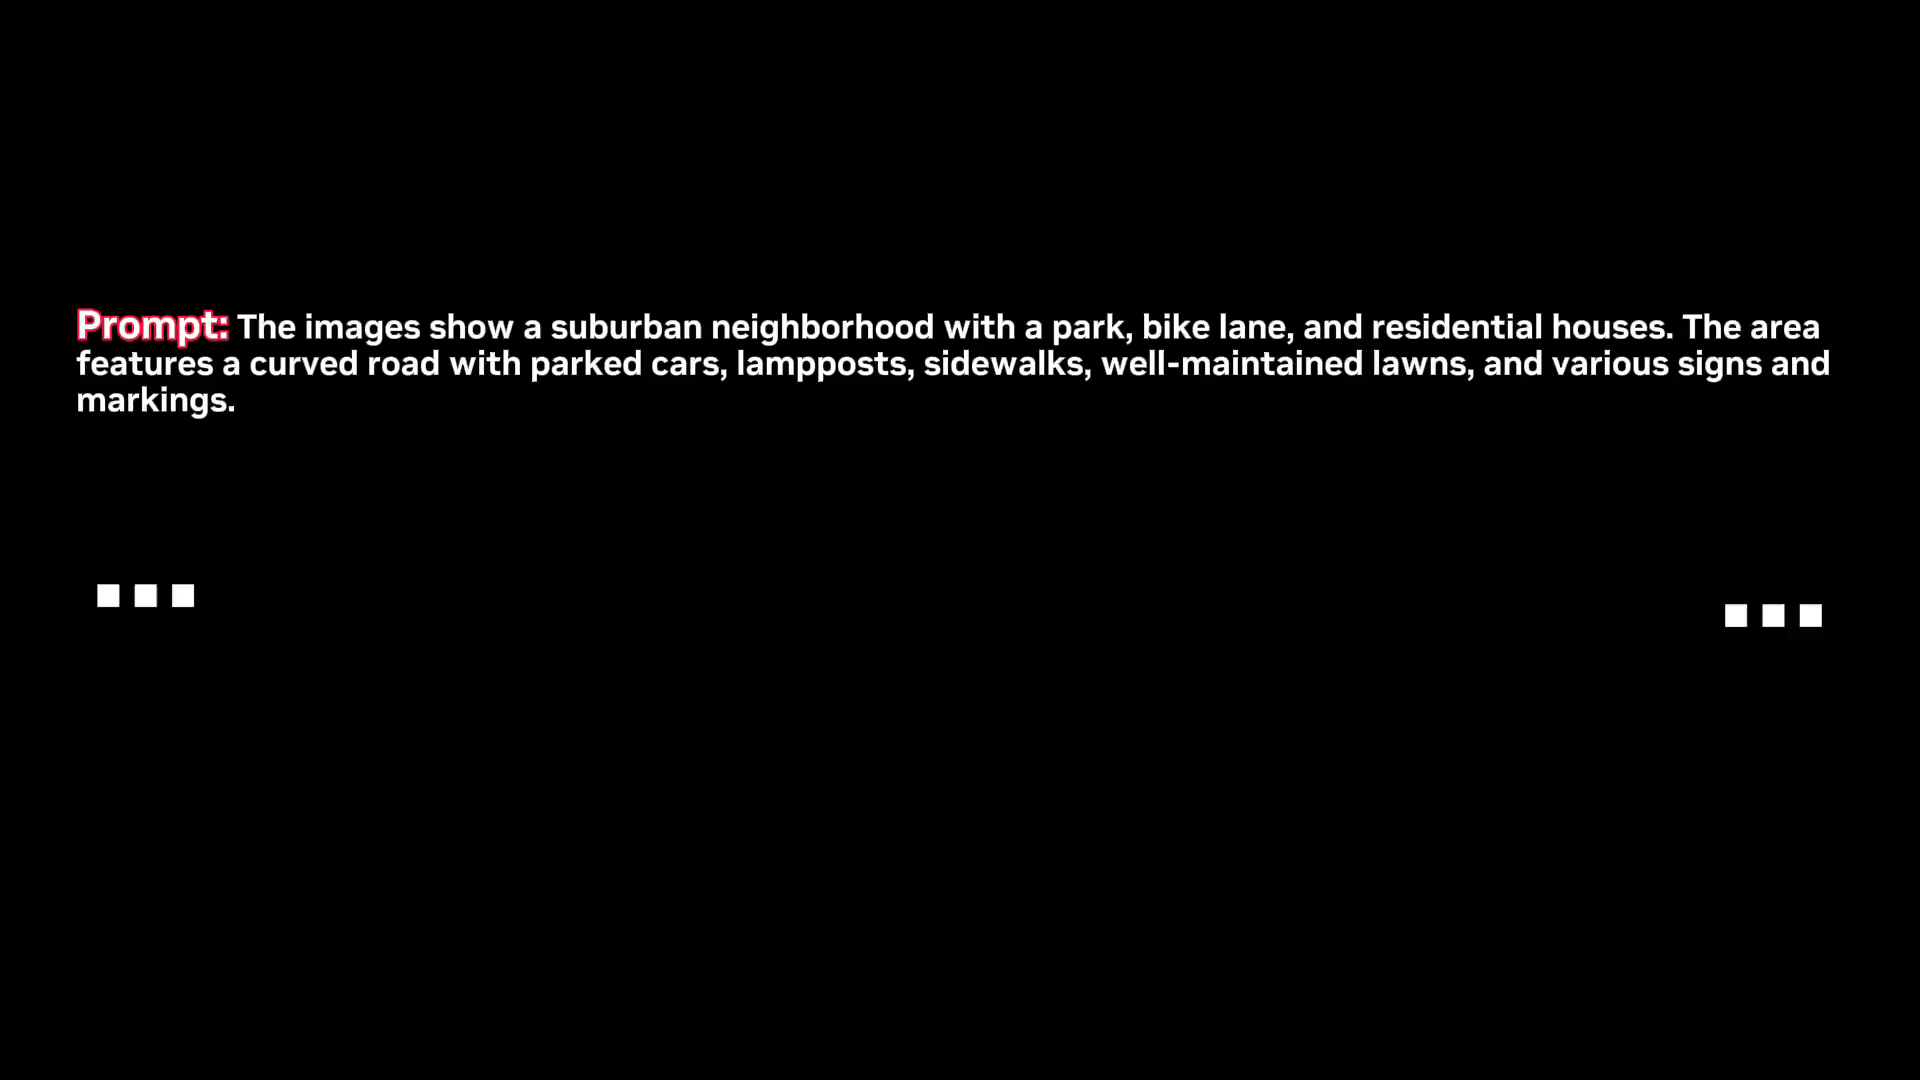 Prompt: The images show a suburban neighborhood with a park, bike lane, and residential houses. The area
features a curved road with parked cars, lampposts, sidewalks, well-maintained lawns, and various signs and
markings.